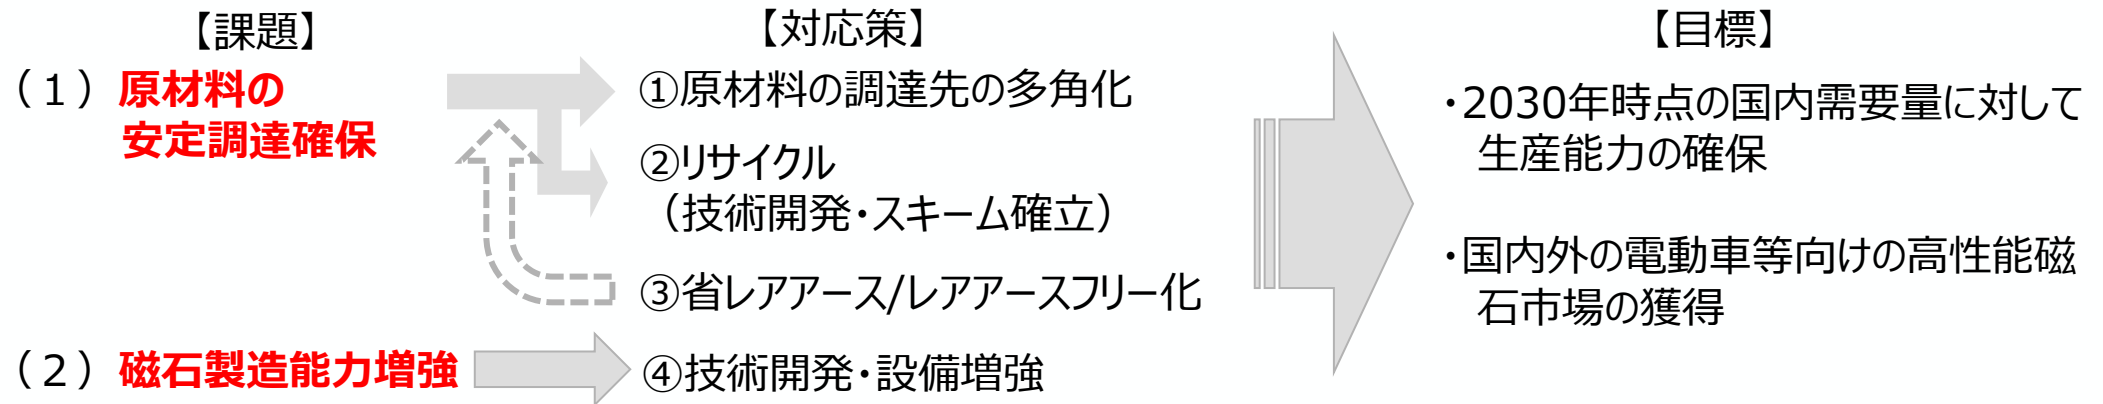 【課題】
(1)原材料の
安定調達確保
(2)磁石製造能力増強
【対応策】
①原材料の調達先の多角化
②リサイクル
(技術開発・スキーム確立)
③省レアアース/レアアースフリー化
④技術開発・設備増強
【目標】
・2030年時点の国内需要量に対して
生産能力の確保
・国内外の電動車等向けの高性能磁
石市場の獲得